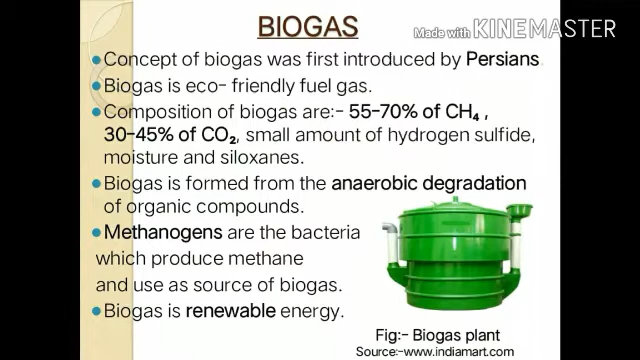 BIOGAS
Made with KINEMASTER
Concept of biogas was first introduced by Persians
Biogas is eco- friendly fuel gas.
Composition of biogas are:- 55-70% of CH₄ ,
30-45% of CO₂, small amount of hydrogen sulfide,
moisture and siloxanes.
Biogas is formed from the anaerobic degradation
of organic compounds.
Methanogens are the bacteria
which produce methane
and use as source of biogas.
Biogas is renewable energy.
Fig:- Biogas plant
Source:-www.indiamart.com